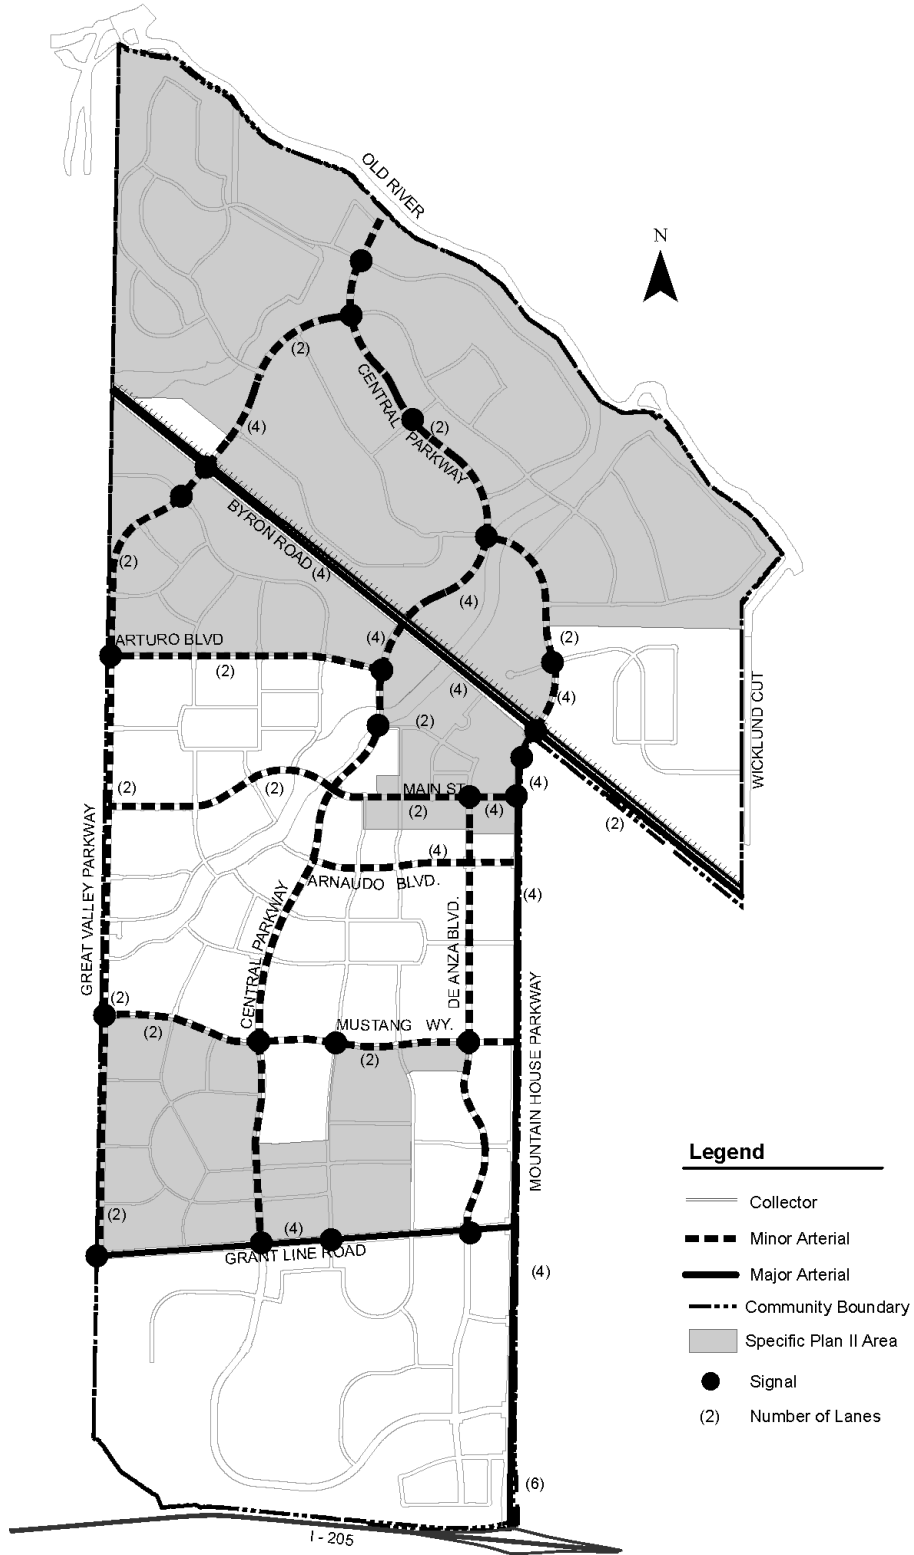 OLD RIVER
N
(2)
CENTRAL PARKWAY
(4)
(2)
BYRON ROAD
(4)
(2)
(4)
ARTURO BLVD
(4)
(2)
(2)
(4)
(4)
(2)
WICKLUND CUT
(2)
(2)
MAIN ST
(4)
(2)
(4)
(2)
GREAT VALLEY PARKWAY
(4)
ARNAUDO BLVD.
(4)
CENTRAL PARKWAY
DE ANZA BLVD.
MOUNTAIN HOUSE PARKWAY
(2)
(2)
MUSTANG WY.
(2)
(2)
(4)
GRANT LINE ROAD
(4)
(6)
I - 205
Legend
Collector
Minor Arterial
Major Arterial
Community Boundary
Specific Plan II Area
Signal
(2) Number of Lanes